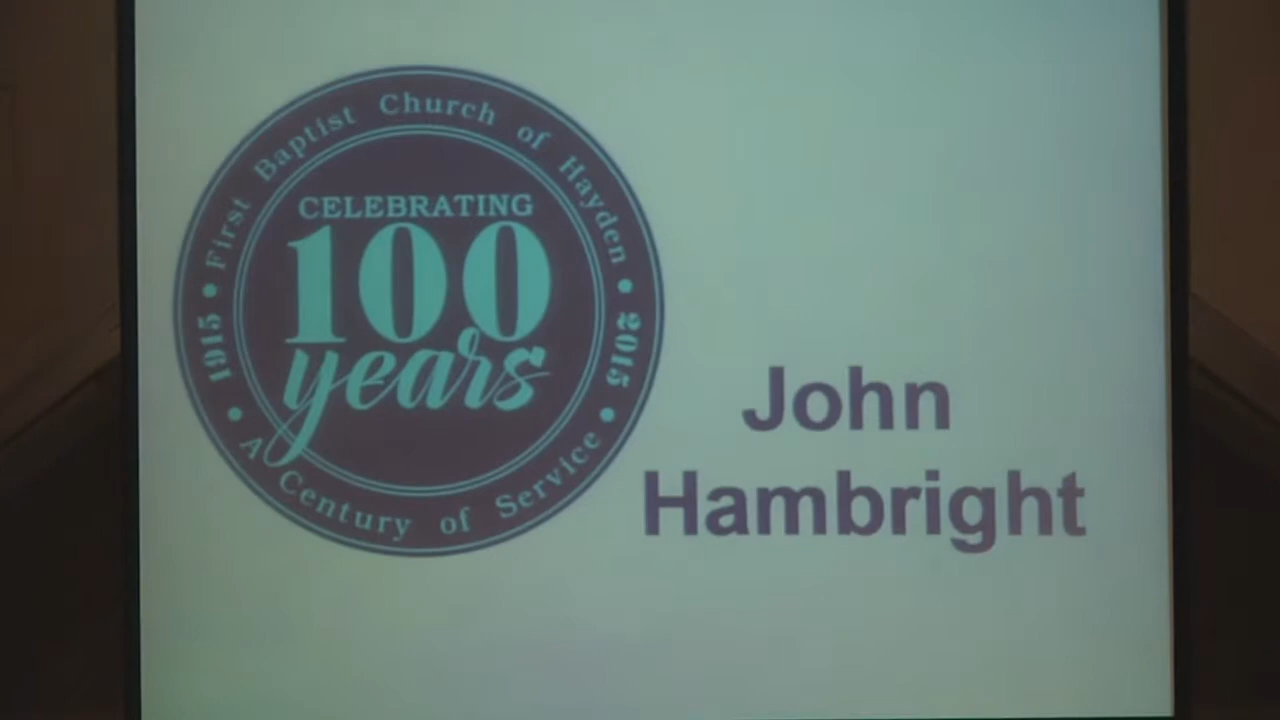 First Baptist Church of Hayden
CELEBRATING
100
years
1915
2015
A Century of Service
John
Hambright